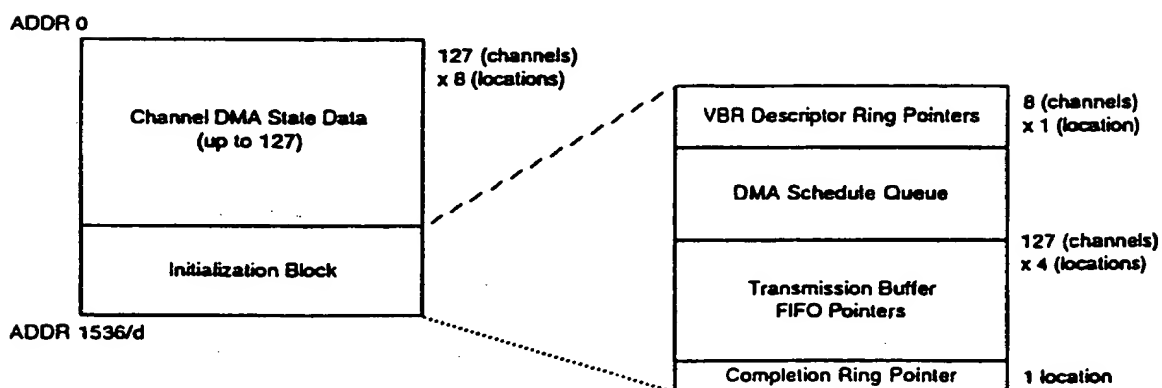 ADDR 0
127 (channels)
x 8 (locations)
Channel DMA State Data
(up to 127)
Initialization Block
ADDR 1536/d
VBR Descriptor Ring Pointers
8 (channels)
x 1 (location)
DMA Schedule Queue
127 (channels)
x 4 (locations)
Transmission Buffer
FIFO Pointers
Completion Ring Pointer
1 location